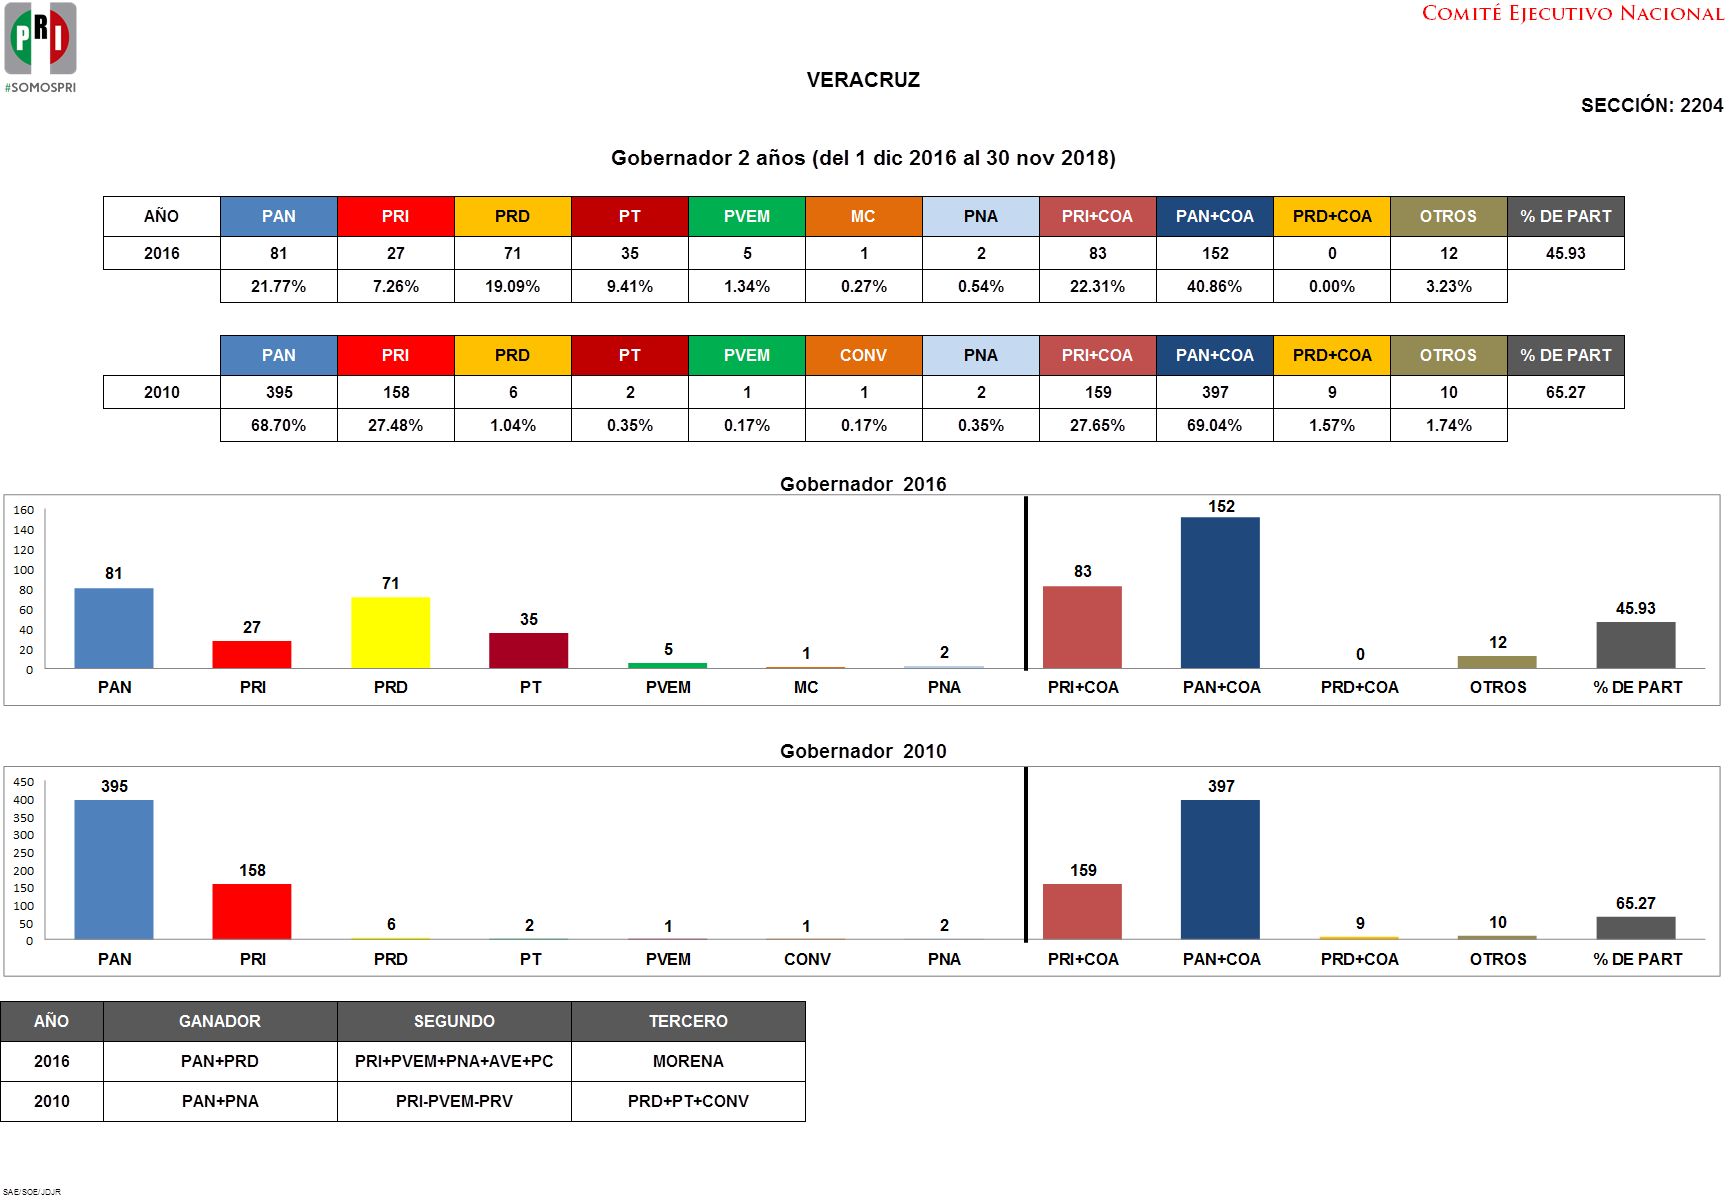 COMITÉ EJECUTIVO NACIONAL
PRI
#SOMOSPRI
VERACRUZ
SECCIÓN: 2204
Gobernador 2 años (del 1 dic 2016 al 30 nov 2018)
AÑO PAN PRI PRD PT PVEM MC PNA PRI+COA PAN+COA PRD+COA OTROS % DE PART
2016 81 27 71 35 5 1 2 83 152 0 12 45.93
21.77% 7.26% 19.09% 9.41% 1.34% 0.27% 0.54% 22.31% 40.86% 0.00% 3.23%
PAN PRI PRD PT PVEM CONV PNA PRI+COA PAN+COA PRD+COA OTROS % DE PART
2010 395 158 6 2 1 1 2 159 397 9 10 65.27
68.70% 27.48% 1.04% 0.35% 0.17% 0.17% 0.35% 27.65% 69.04% 1.57% 1.74%
Gobernador 2016
160
140
120
100
80
60
40
20
0
81 27 71 35 5 1 2 83 152 0 12 45.93
PAN PRI PRD PT PVEM MC PNA PRI+COA PAN+COA PRD+COA OTROS % DE PART
Gobernador 2010
450
400
350
300
250
200
150
100
50
0
395 158 6 2 1 1 2 159 397 9 10 65.27
PAN PRI PRD PT PVEM CONV PNA PRI+COA PAN+COA PRD+COA OTROS % DE PART
AÑO GANADOR SEGUNDO TERCERO
2016 PAN+PRD PRI+PVEM+PNA+AVE+PC MORENA
2010 PAN+PNA PRI-PVEM-PRV PRD+PT+CONV
SAE/SOE/JDJR